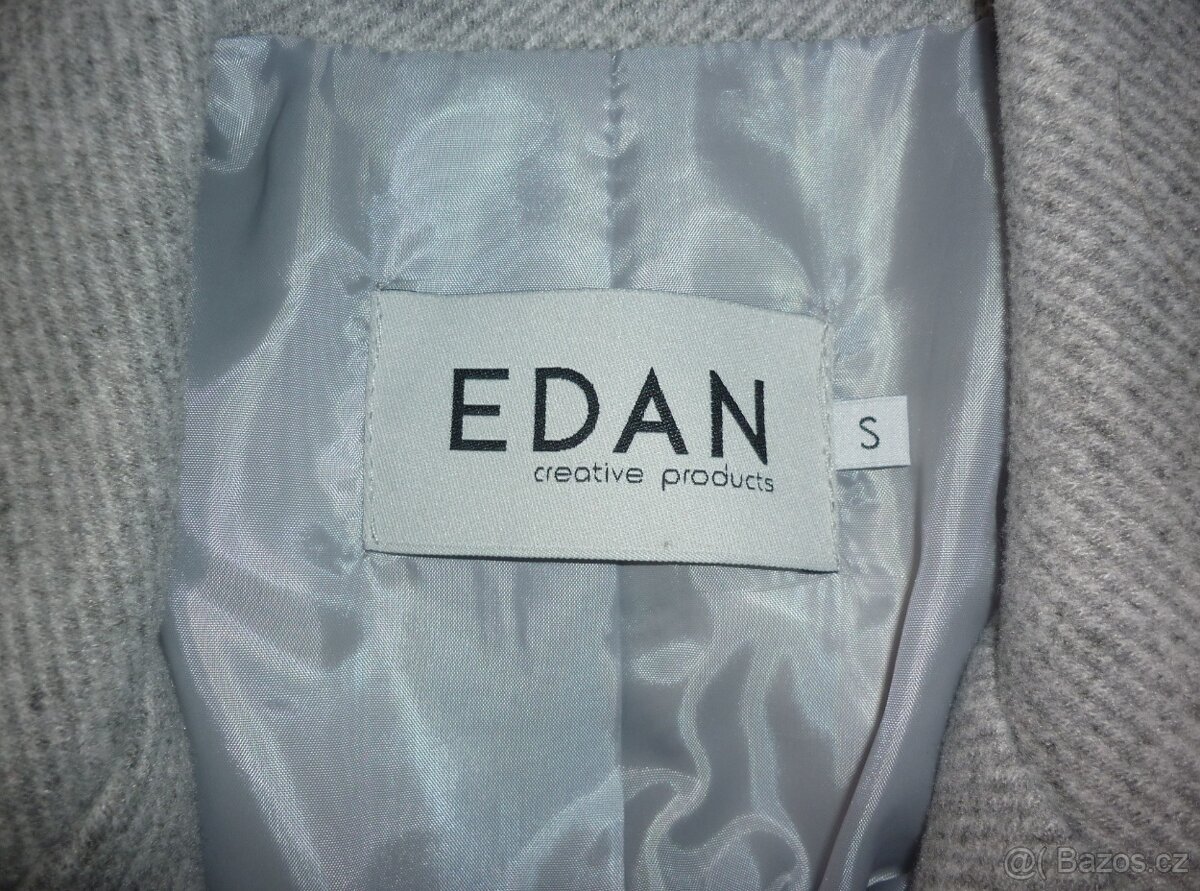 EDAN
creative products
S
@( Bazos.cz